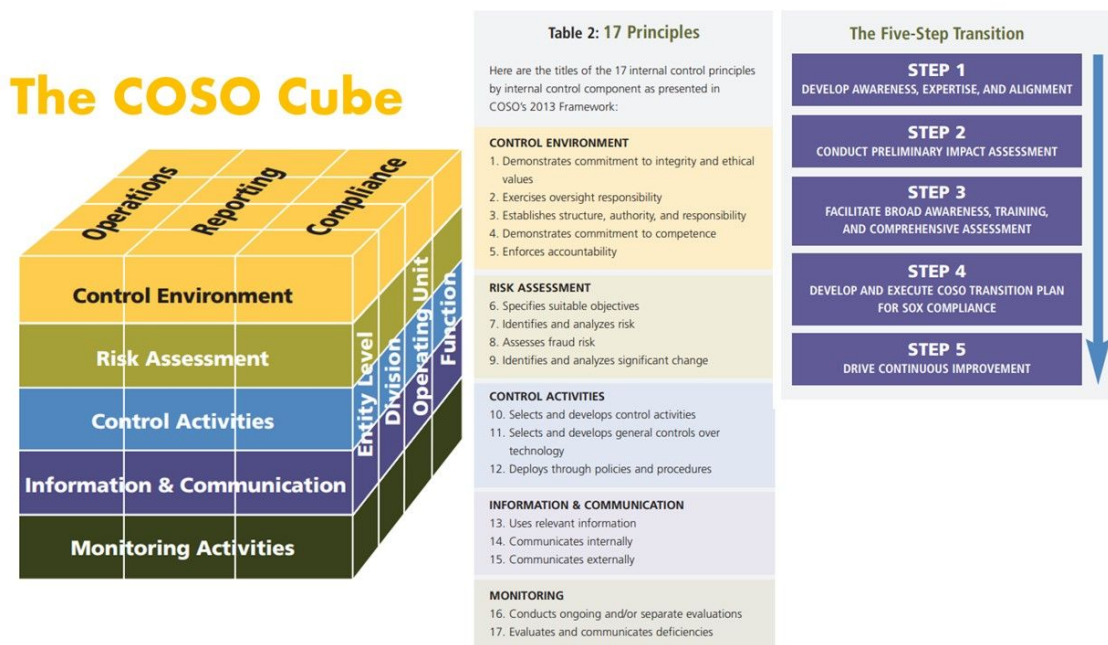 The COSO Cube
Operations
Reporting
Compliance
Control Environment
Risk Assessment
Control Activities
Information & Communication
Monitoring Activities
Entity Level
Division
Operating Unit
Function
Table 2: 17 Principles
Here are the titles of the 17 internal control principles
by internal control component as presented in
COSO's 2013 Framework:
CONTROL ENVIRONMENT
1. Demonstrates commitment to integrity and ethical
values
2. Exercises oversight responsibility
3. Establishes structure, authority, and responsibility
4. Demonstrates commitment to competence
5. Enforces accountability
RISK ASSESSMENT
6. Specifies suitable objectives
7. Identifies and analyzes risk
8. Assesses fraud risk
9. Identifies and analyzes significant change
CONTROL ACTIVITIES
10. Selects and develops control activities
11. Selects and develops general controls over
technology
12. Deploys through policies and procedures
INFORMATION & COMMUNICATION
13. Uses relevant information
14. Communicates internally
15. Communicates externally
MONITORING
16. Conducts ongoing and/or separate evaluations
17. Evaluates and communicates deficiencies
The Five-Step Transition
STEP 1
DEVELOP AWARENESS, EXPERTISE, AND ALIGNMENT
STEP 2
CONDUCT PRELIMINARY IMPACT ASSESSMENT
STEP 3
FACILITATE BROAD AWARENESS, TRAINING,
AND COMPREHENSIVE ASSESSMENT
STEP 4
DEVELOP AND EXECUTE COSO TRANSITION PLAN
FOR SOX COMPLIANCE
STEP 5
DRIVE CONTINUOUS IMPROVEMENT